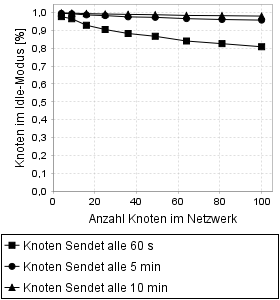 Knoten im Idle-Modus [%]
1,0
0,9
0,8
0,7
0,6
0,5
0,4
0,3
0,2
0,1
0,0
0 20 40 60 80 100
Anzahl Knoten im Netzwerk
Knoten Sendet alle 60 s
Knoten Sendet alle 5 min
Knoten Sendet alle 10 min